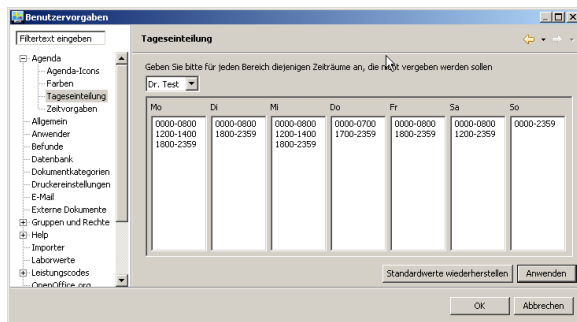 Benutzervorgaben
Filtertext eingeben
Tageseinteilung
Agenda
Agenda-Icons
Farben
Tageseinteilung
Zeitvorgaben
Allgemein
Anwender
Befunde
Datenbank
Dokumentkategorien
Druckereinstellungen
E-Mail
Externe Dokumente
Gruppen und Rechte
Help
Importer
Laborwerte
Leistungscodes
OpenOffice.org
Geben Sie bitte für jeden Bereich diejenigen Zeiträume an, die nicht vergeben werden sollen
Dr. Test
Mo
0000-0800
1200-1400
1800-2359
Di
0000-0800
1800-2359
Mi
0000-0800
1200-1400
1800-2359
Do
0000-0700
1700-2359
Fr
0000-0800
1800-2359
Sa
0000-0800
1200-2359
So
0000-2359
Standardwerte wiederherstellen
Anwenden
OK
Abbrechen